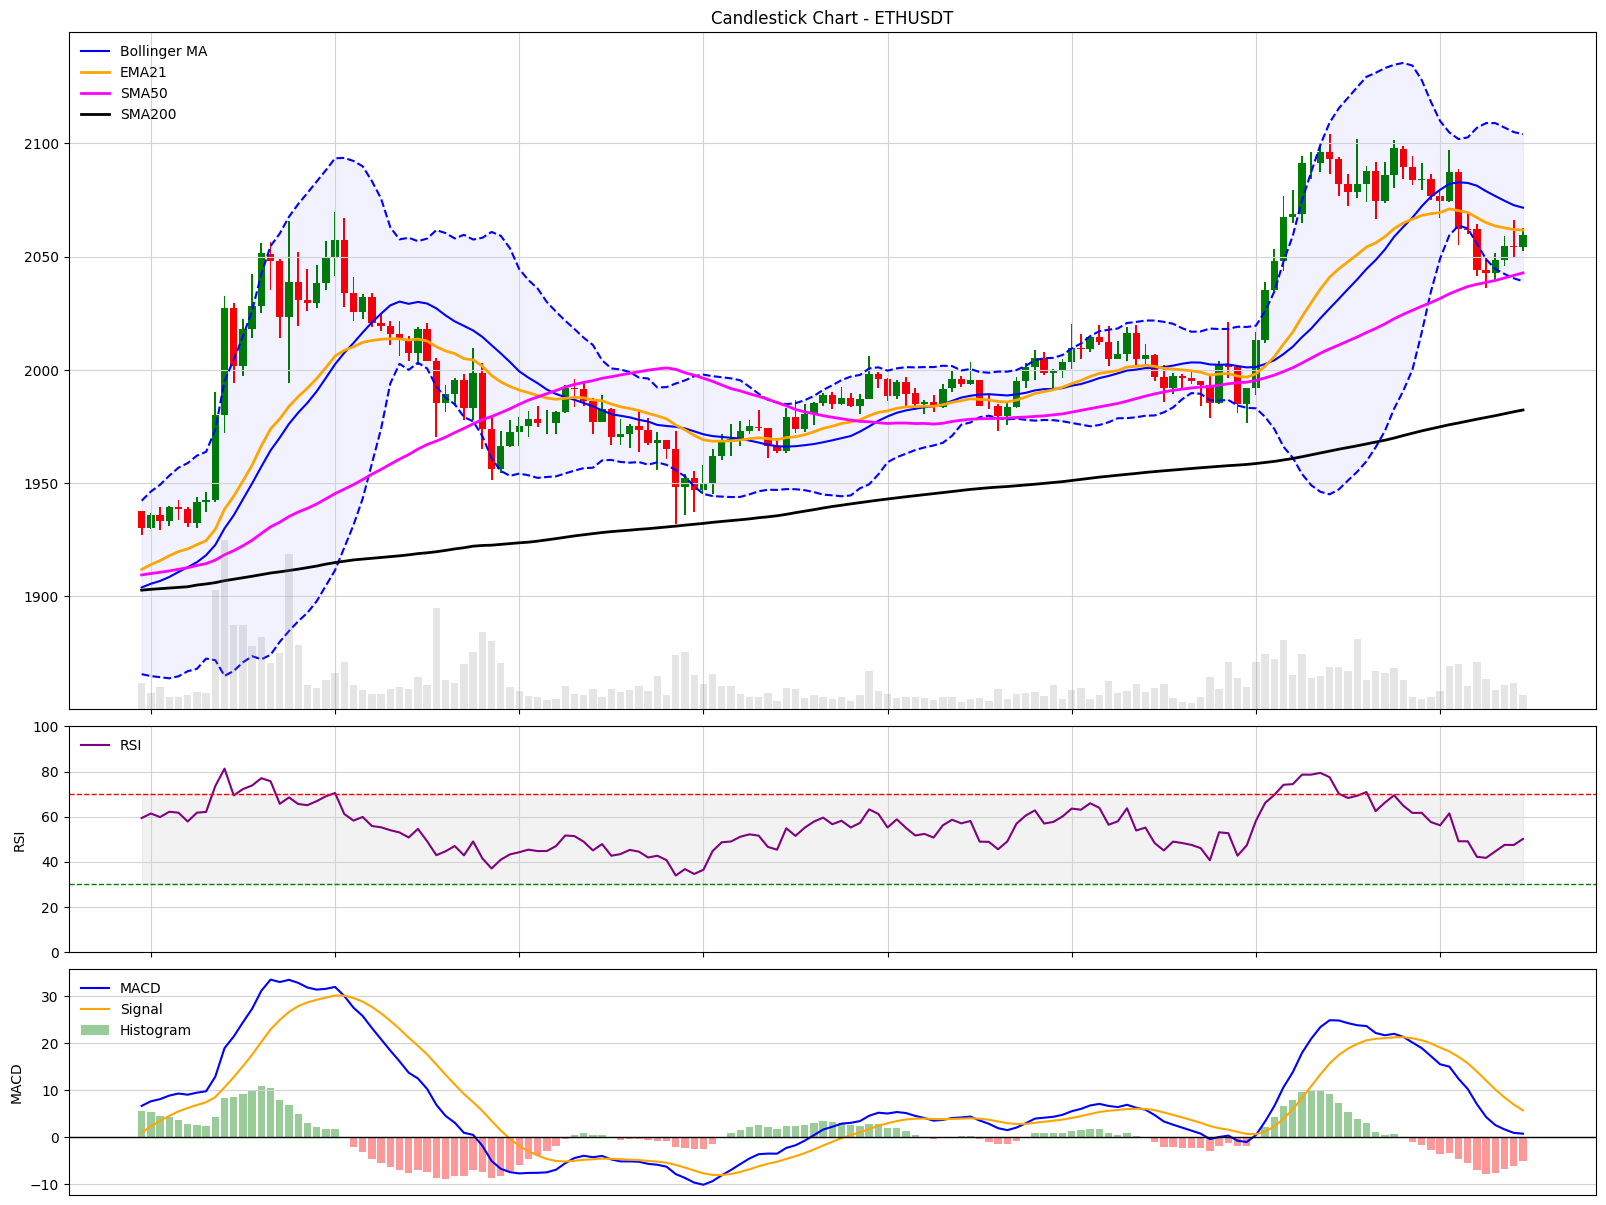 Candlestick Chart - ETHUSDT
Bollinger MA
EMA21
SMA50
SMA200
2100
2050
2000
1950
1900
RSI
100
80
60
40
20
0
RSI
MACD
Signal
Histogram
30
20
10
0
−10
MACD